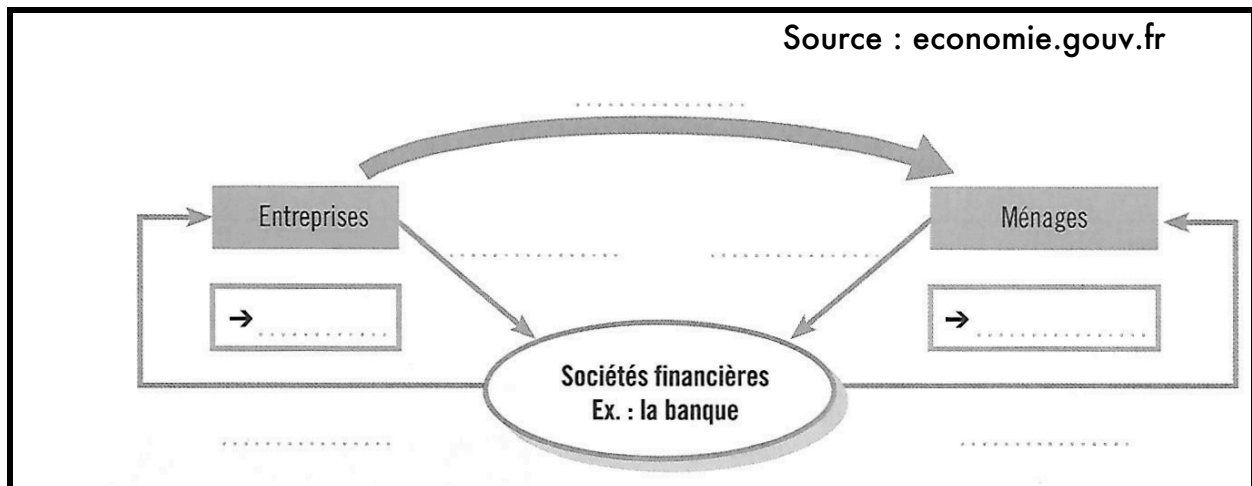 Source : economie.gouv.fr
Entreprises
Ménages
➔ ............
➔ ...............
Sociétés financières
Ex. : la banque